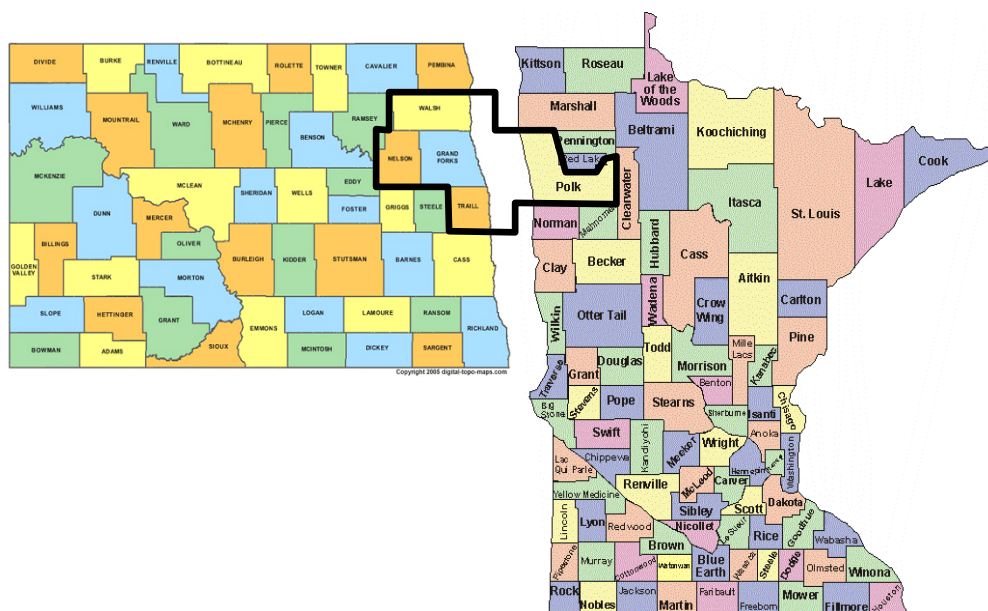 DIVIDE
BURKE
RENVILLE
BOTTINEAU
ROLETTE
TOWNER
CAVALIER
PEMBINA
WILLIAMS
MOUNTRAIL
WARD
MCHENRY
PIERCE
BENSON
RAMSEY
WALSH
MCKENZIE
NELSON
GRAND
FORKS
DUNN
MCLEAN
SHERIDAN
WELLS
EDDY
FOSTER
GRIGGS
STEELE
TRAILL
GOLDEN
VALLEY
BILLINGS
MERCER
OLIVER
STARK
MORTON
BURLEIGH
KIDDER
STUTSMAN
BARNES
CASS
SLOPE
HETTINGER
GRANT
BOWMAN
ADAMS
SIOUX
EMMONS
LOGAN
LAMOURE
RANSOM
RICHLAND
MCINTOSH
DICKEY
SARGENT
Copyright 2005 digital-topo-maps.com
Kittson
Roseau
Lake
of the
Woods
Marshall
Beltrami
Koochiching
Pennington
Red Lake
Polk
Clearwater
Itasca
St. Louis
Lake
Cook
Norman
Mahnomen
Clay
Becker
Hubbard
Cass
Aitkin
Carlton
Wilkin
Otter Tail
Wadena
Crow
Wing
Pine
Todd
Mille
Lacs
Kanabec
Traverse
Grant
Douglas
Morrison
Benton
Big
Stone
Stevens
Pope
Stearns
Sherburne
Isanti
Chisago
Swift
Kandiyohi
Meeker
Wright
Anoka
Washington
Lac
Qui Parle
Chippewa
Renville
McLeod
Carver
Hennepin
Scott
Dakota
Yellow Medicine
Sibley
Lincoln
Lyon
Redwood
Nicollet
Le Sueur
Rice
Goodhue
Wabasha
Brown
Pipestone
Murray
Cottonwood
Watonwan
Blue
Earth
Waseca
Steele
Dodge
Olmsted
Winona
Rock
Nobles
Jackson
Martin
Faribault
Freeborn
Mower
Fillmore
Houston